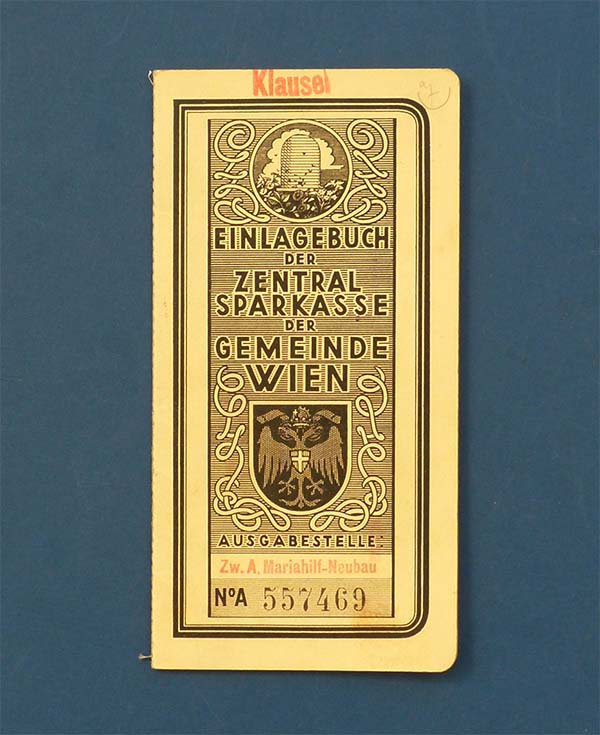 Klausel
EINLAGEBUCH
DER
ZENTRAL
SPARKASSE
DER
GEMEINDE
WIEN
AUSGABESTELLE:
Zw. A. Mariahilf-Neubau
NºA 557469